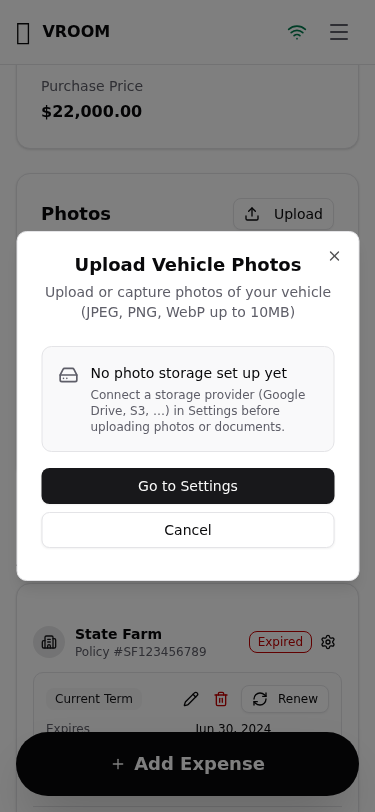 VROOM
Purchase Price
$22,000.00
Photos
Upload
Upload Vehicle Photos
Upload or capture photos of your vehicle
(JPEG, PNG, WebP up to 10MB)
No photo storage set up yet
Connect a storage provider (Google
Drive, S3, ...) in Settings before
uploading photos or documents.
Go to Settings
Cancel
State Farm
Expired
Policy #SF123456789
Current Term
Renew
Expires
Jun 30, 2024
+ Add Expense